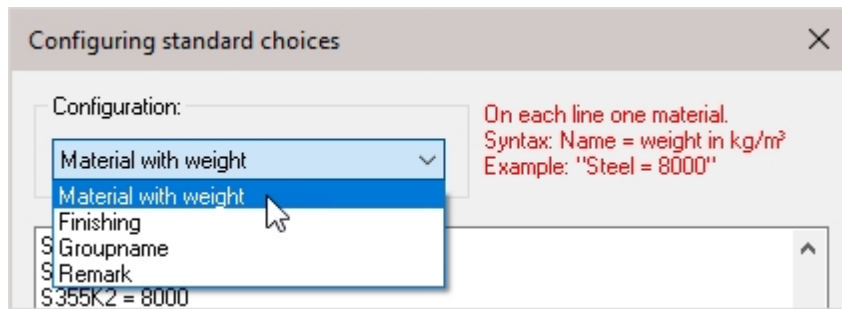 Configuring standard choices
Configuration:
On each line one material.
Syntax: Name = weight in kg/m³
Example: "Steel = 8000"
Material with weight
Material with weight
Finishing
Groupname
Remark
S
S
S355K2 = 8000